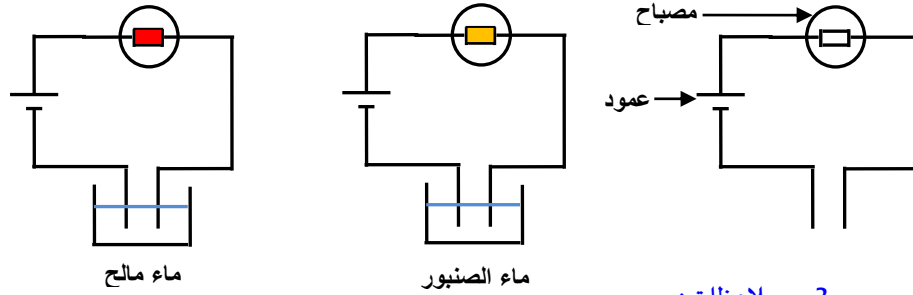 مصباح
عمود
ماء الصنبور
ماء مالح